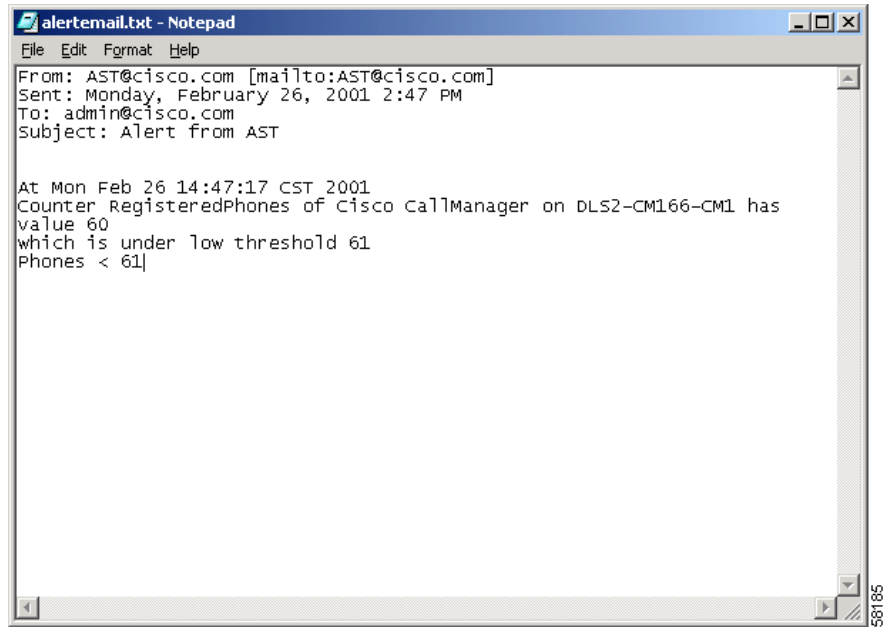 alertemail.txt - Notepad
File Edit Format Help
From: AST@cisco.com [mailto:AST@cisco.com]
Sent: Monday, February 26, 2001 2:47 PM
To: admin@cisco.com
Subject: Alert from AST
At Mon Feb 26 14:47:17 CST 2001
Counter RegisteredPhones of Cisco CallManager on DLS2-CM166-CM1 has
value 60
which is under low threshold 61
Phones < 61
58185